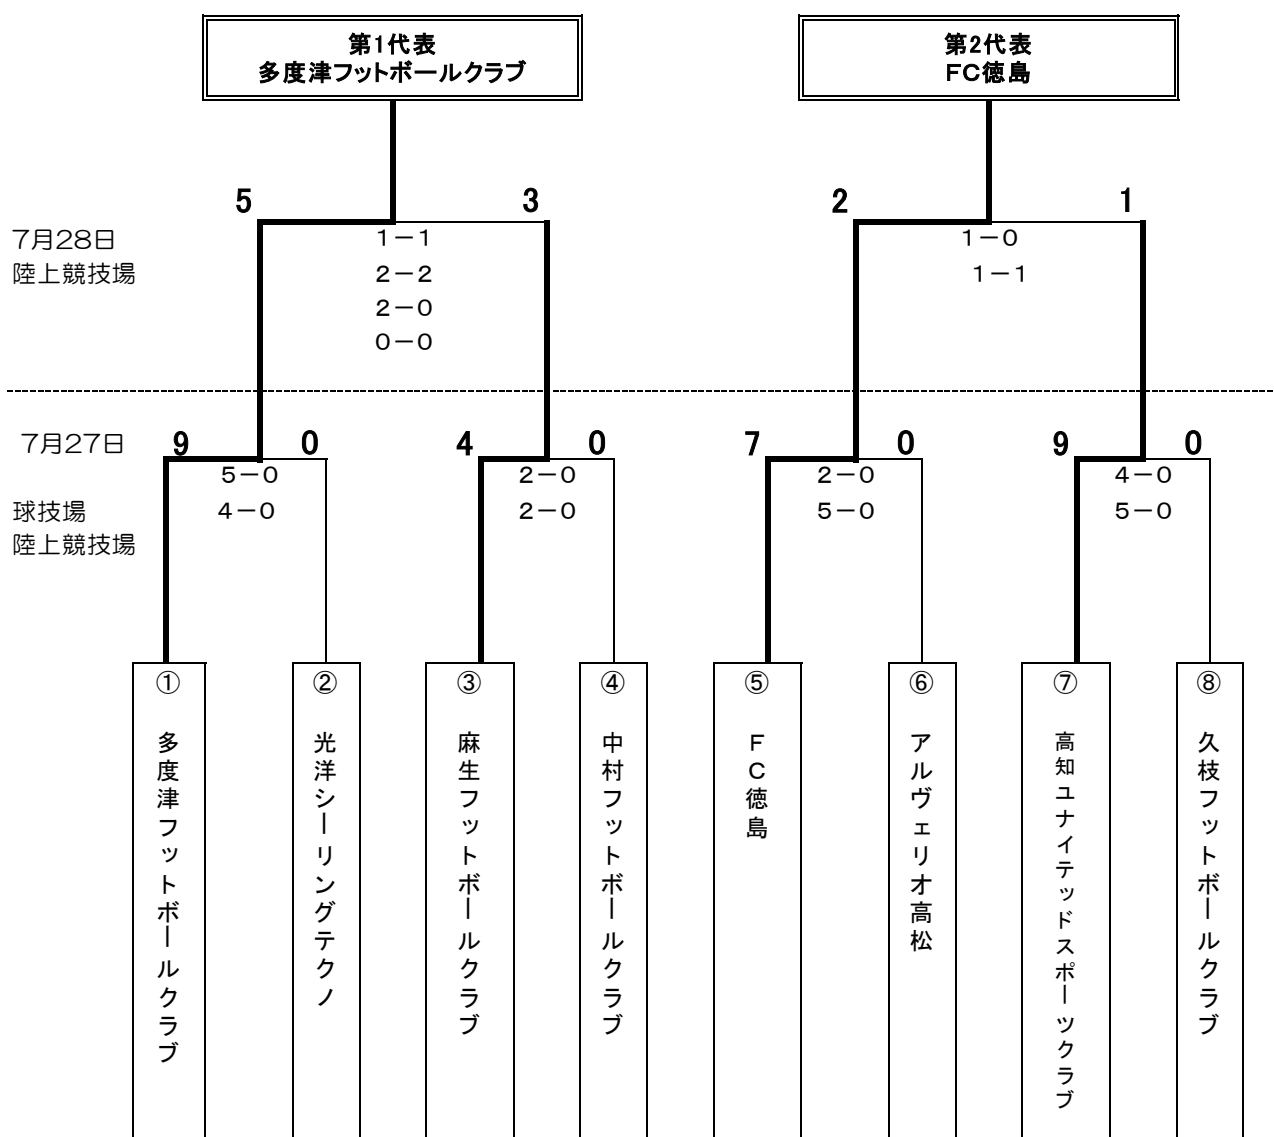 第1代表
多度津フットボールクラブ
第2代表
FC徳島
5 3 2 1
7月28日
陸上競技場
1-1
2-2
2-0
0-0
1-0
1-1
7月27日
球技場
陸上競技場
9 0 4 0 7 0 9 0
5-0
4-0
2-0
2-0
2-0
5-0
4-0
5-0
①
多度津フットボールクラブ
②
光洋シーリングテクノ
③
麻生フットボールクラブ
④
中村フットボールクラブ
⑤
FC徳島
⑥
アルヴェリオ高松
⑦
高知ユナイテッドスポーツクラブ
⑧
久枝フットボールクラブ